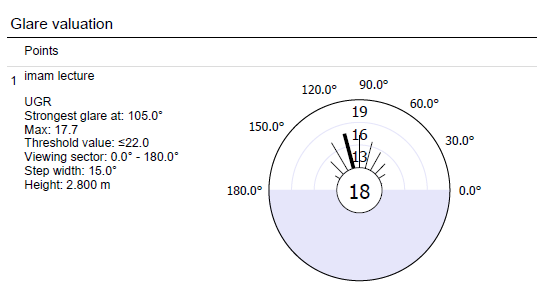 Glare valuation
Points
1 imam lecture
UGR
Strongest glare at: 105.0°
Max: 17.7
Threshold value: ≤22.0
Viewing sector: 0.0° - 180.0°
Step width: 15.0°
Height: 2.800 m
90.0°
120.0°
60.0°
19
150.0°
16
30.0°
13
180.0°
18
0.0°